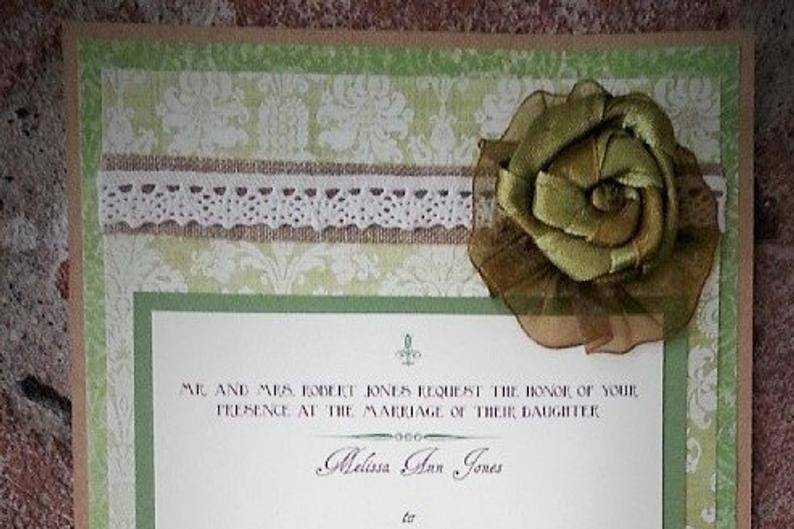 MR. AND MRS. ROBERT JONES REQUEST THE HONOR OF YOUR
PRESENCE AT THE MARRIAGE OF THEIR DAUGHTER
Melissa Ann Jones
to